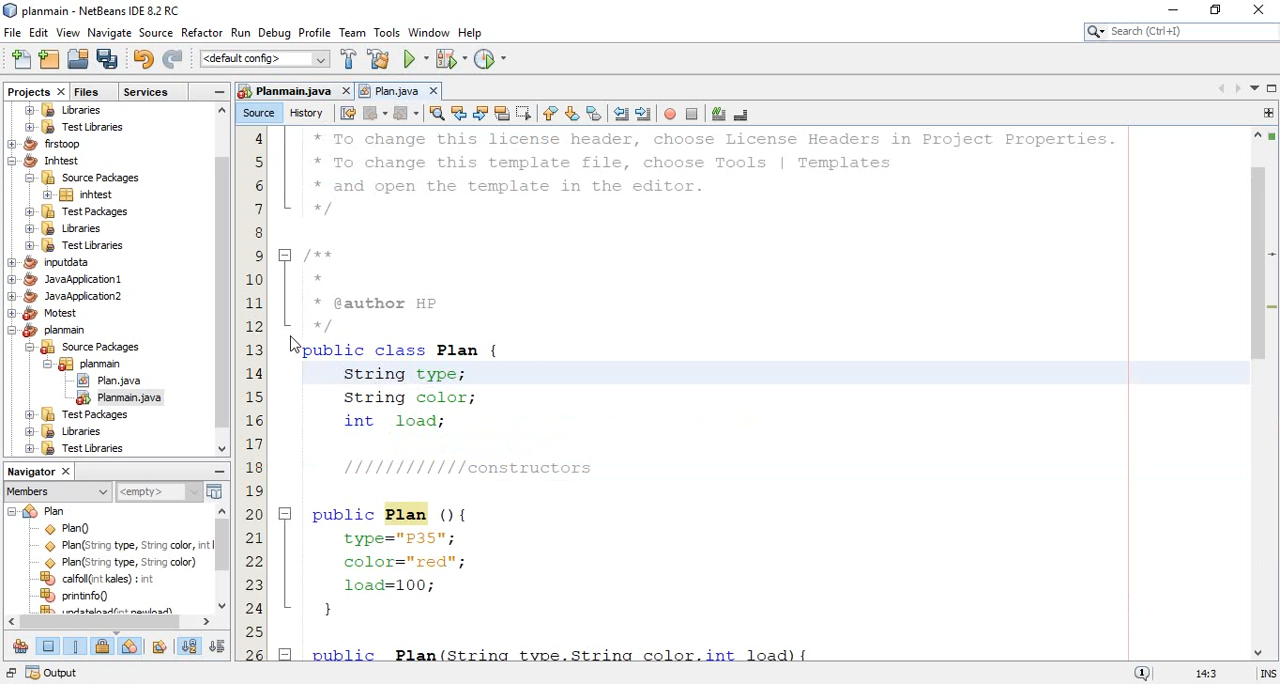 planmain - NetBeans IDE 8.2 RC
File Edit View Navigate Source Refactor Run Debug Profile Team Tools Window Help
Search (Ctrl+I)
<default config>
Projects Files Services
Planmain.java Plan.java
Source History
Libraries
Test Libraries
firstoop
Inhtest
Source Packages
inhtest
Test Packages
Libraries
Test Libraries
inputdata
JavaApplication1
JavaApplication2
Motest
planmain
Source Packages
planmain
Plan.java
Planmain.java
Test Packages
Libraries
Test Libraries
Navigator
Members <empty>
Plan
Plan()
Plan(String type, String color, int l
Plan(String type, String color)
calfoll(int kales) : int
printinfo()
updateload(int newload)
Output
4 * To change this license header, choose License Headers in Project Properties.
5 * To change this template file, choose Tools | Templates
6 * and open the template in the editor.
7 */
8
9 /**
10 *
11 * @author HP
12 */
13 public class Plan {
14 String type;
15 String color;
16 int load;
17
18 ////////////constructors
19
20 public Plan (){
21 type="P35";
22 color="red";
23 load=100;
24 }
25
26 public Plan(String type,String color,int load){
1 14:3 INS